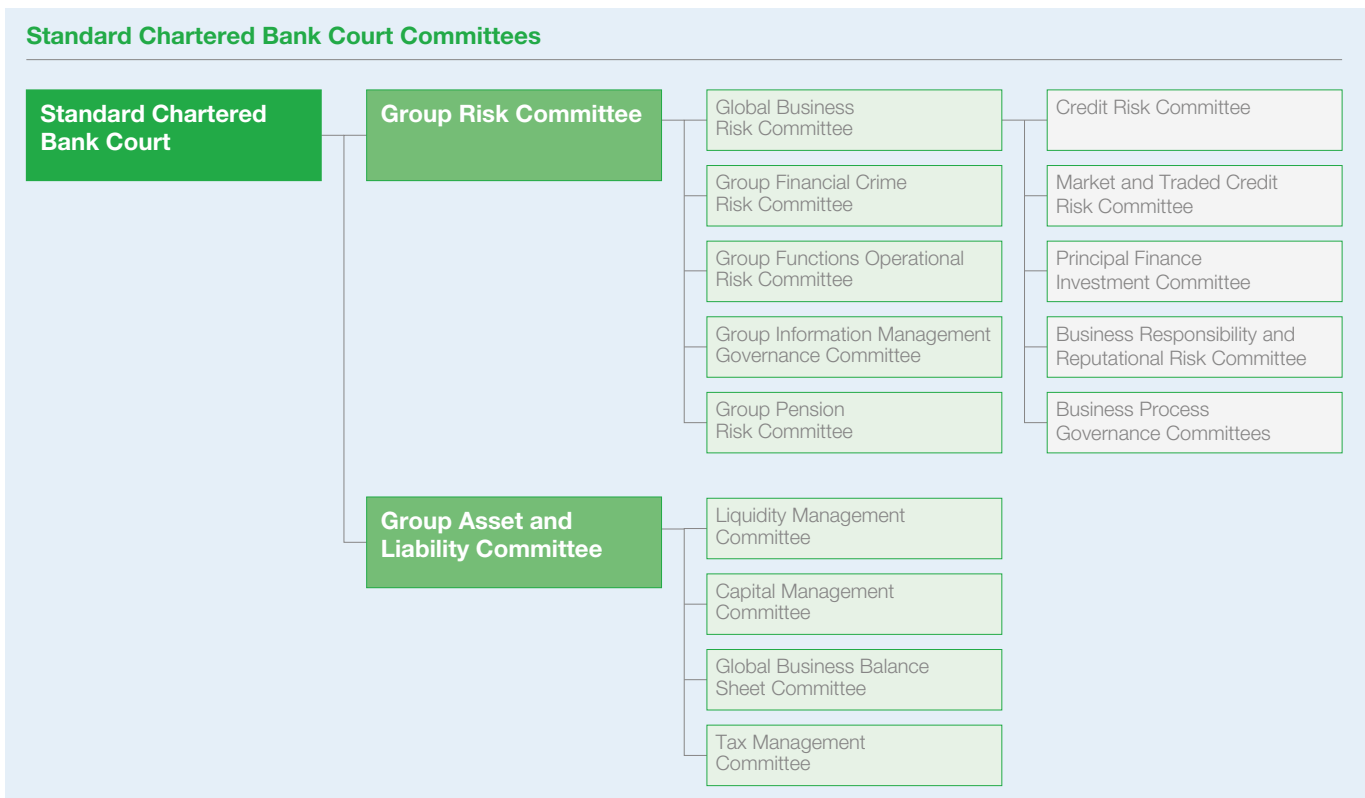 Standard Chartered Bank Court Committees
Standard Chartered
Bank Court
Group Risk Committee
Global Business
Risk Committee
Credit Risk Committee
Group Financial Crime
Risk Committee
Market and Traded Credit
Risk Committee
Group Functions Operational
Risk Committee
Principal Finance
Investment Committee
Group Information Management
Governance Committee
Business Responsibility and
Reputational Risk Committee
Group Pension
Risk Committee
Business Process
Governance Committees
Group Asset and
Liability Committee
Liquidity Management
Committee
Capital Management
Committee
Global Business Balance
Sheet Committee
Tax Management
Committee